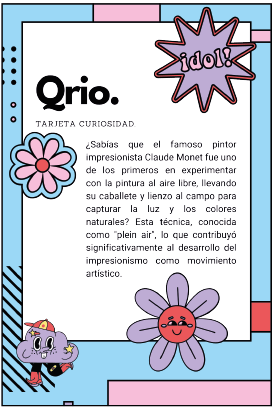 ¡dol!
Qrio.
TARJETA CURIOSIDAD
¿Sabías que el famoso pintor
impresionista Claude Monet fue uno
de los primeros en experimentar
con la pintura al aire libre, llevando
su caballete y lienzo al campo para
capturar la luz y los colores
naturales? Esta técnica, conocida
como "plein air", lo que contribuyó
significativamente al desarrollo del
impresionismo como movimiento
artístico.